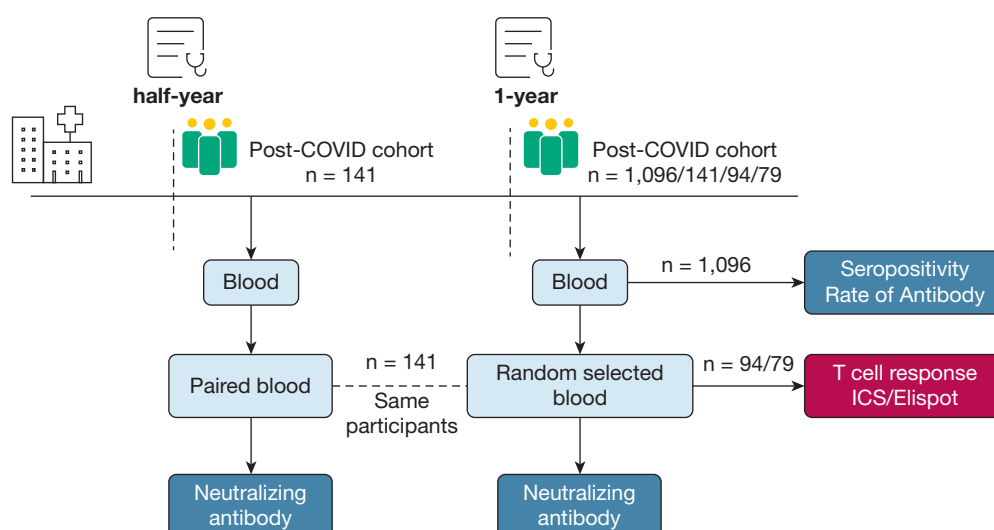 half-year
1-year
Post-COVID cohort
n = 141
Post-COVID cohort
n = 1,096/141/94/79
Blood
Blood
n = 1,096
Seropositivity
Rate of Antibody
Paired blood
n = 141
Same
participants
Random selected
blood
n = 94/79
T cell response
ICS/Elispot
Neutralizing
antibody
Neutralizing
antibody